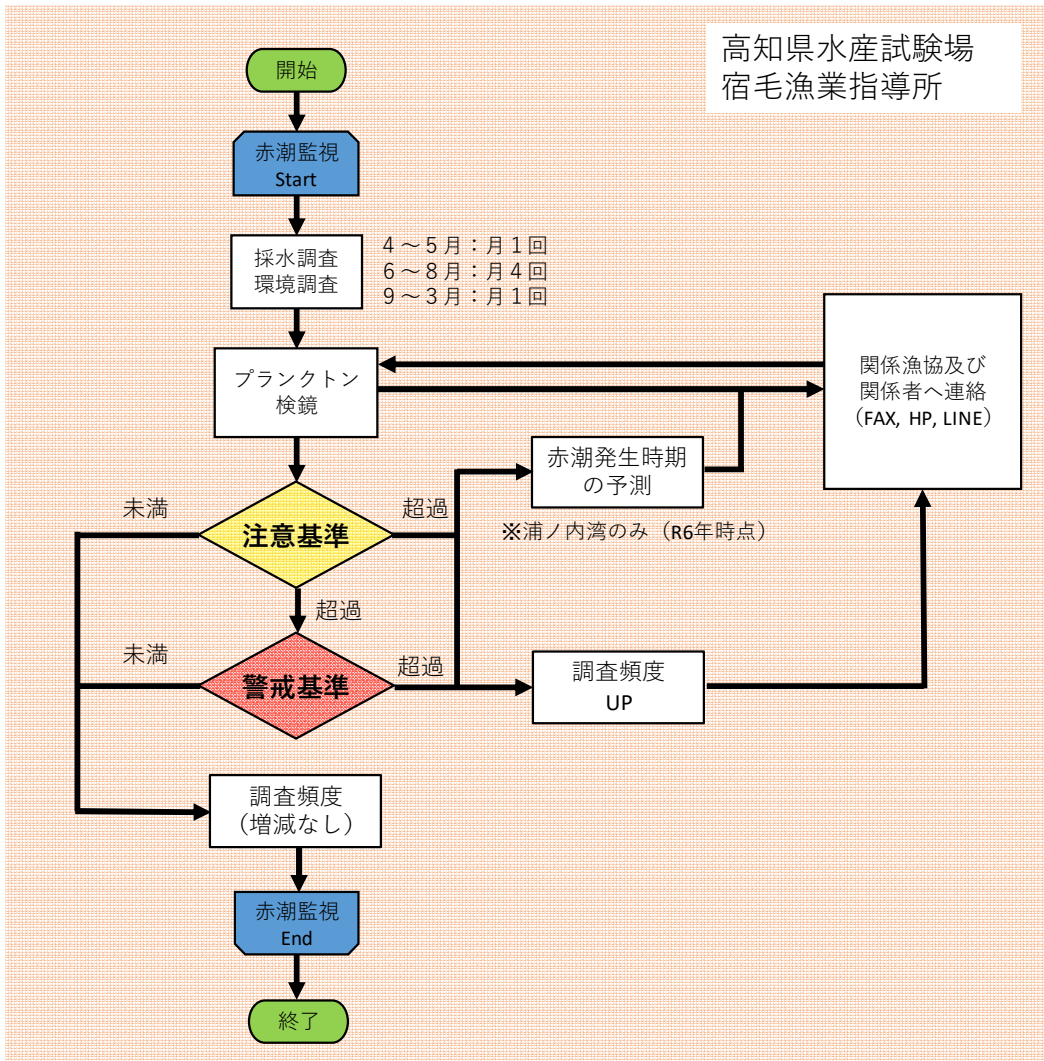 高知県水産試験場
宿毛漁業指導所
開始
赤潮監視
Start
採水調査
環境調査
4～5月：月1回
6～8月：月4回
9～3月：月1回
プランクトン
検鏡
関係漁協及び
関係者へ連絡
（FAX, HP, LINE）
赤潮発生時期
の予測
※浦ノ内湾のみ（R6年時点）
未満
注意基準
超過
超過
未満
警戒基準
超過
調査頻度
UP
調査頻度
（増減なし）
赤潮監視
End
終了